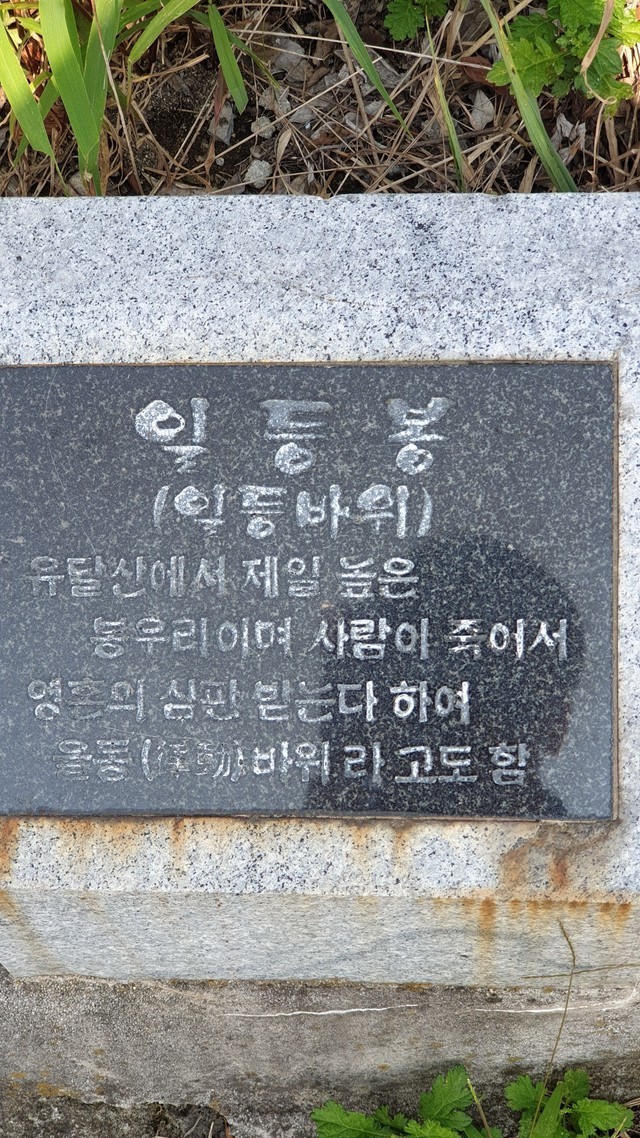 일 등 봉
(일등바위)
유달산에서 제일 높은
봉우리이며 사람이 죽어서
영혼의 심판 받는다 하여
율동(律動)바위 라 고도 함